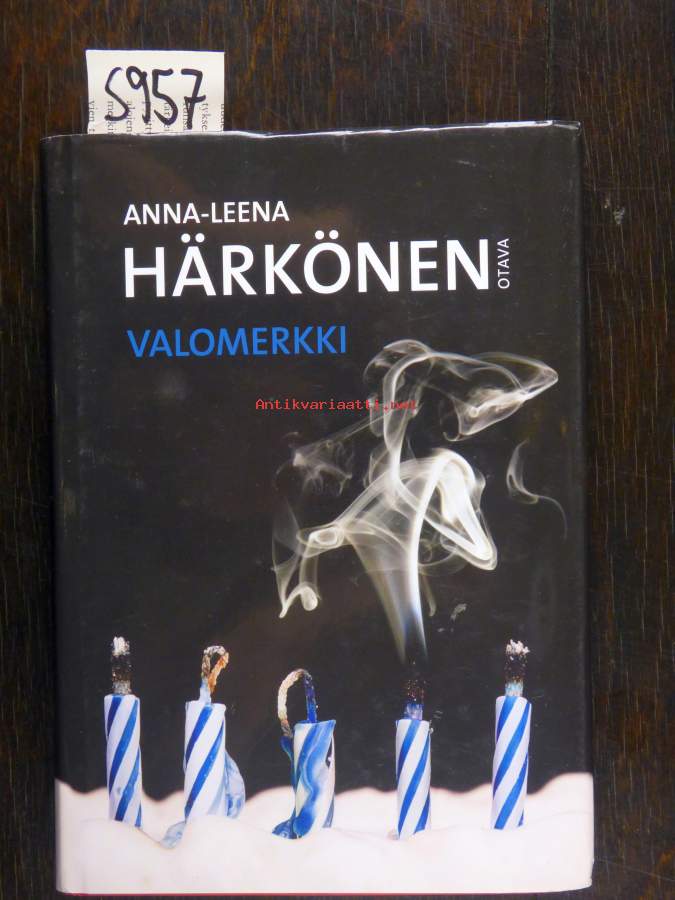 5957
ANNA-LEENA
HÄRKÖNEN
OTAVA
VALOMERKKI
Antikvariaatti.net